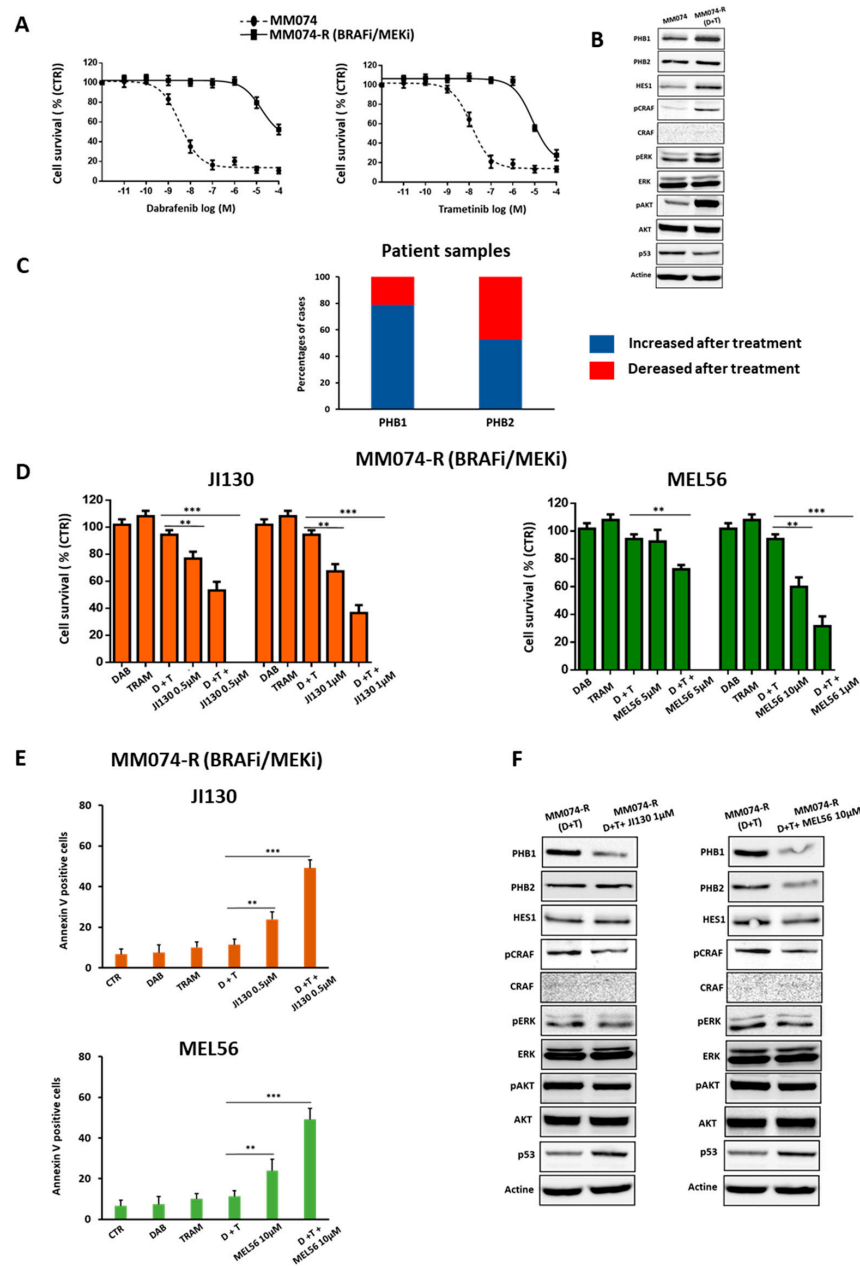 A
MM074
MM074-R (BRAFi/MEKi)
Cell survival ( % (CTR))
120
100
80
60
40
20
0
-11 -10 -9 -8 -7 -6 -5 -4
Dabrafenib log (M)
Cell survival ( % (CTR))
120
100
80
60
40
20
0
-11 -10 -9 -8 -7 -6 -5 -4
Trametinib log (M)
B
MM074
MM074-R
(D+T)
PHB1
PHB2
HES1
pCRAF
CRAF
pERK
ERK
pAKT
AKT
p53
Actine
C
Patient samples
Percentages of cases
100
80
60
40
20
0
PHB1 PHB2
Increased after treatment
Dereased after treatment
D
MM074-R (BRAFi/MEKi)
JI130
Cell survival ( % (CTR))
120
100
80
60
40
20
0
***
**
***
**
DAB
TRAM
D + T
JI130 0.5µM
D +T +
JI130 0.5µM
DAB
TRAM
D + T
JI130 1µM
D +T +
JI130 1µM
MEL56
Cell survival ( % (CTR))
120
100
80
60
40
20
0
**
***
**
DAB
TRAM
D + T
MEL56 5µM
D +T +
MEL56 5µM
DAB
TRAM
D + T
MEL56 10µM
D +T +
MEL56 1µM
E
MM074-R (BRAFi/MEKi)
JI130
Annexin V positive cells
80
60
40
20
0
***
**
CTR
DAB
TRAM
D + T
JI130 0.5µM
D +T +
JI130 0.5µM
MEL56
Annexin V positive cells
80
60
40
20
0
***
**
CTR
DAB
TRAM
D + T
MEL56 10µM
D +T +
MEL56 10µM
F
MM074-R
(D+T)
MM074-R
D+T+ JI130 1µM
PHB1
PHB2
HES1
pCRAF
CRAF
pERK
ERK
pAKT
AKT
p53
Actine
MM074-R
(D+T)
MM074-R
D+T+ MEL56 10µM
PHB1
PHB2
HES1
pCRAF
CRAF
pERK
ERK
pAKT
AKT
p53
Actine